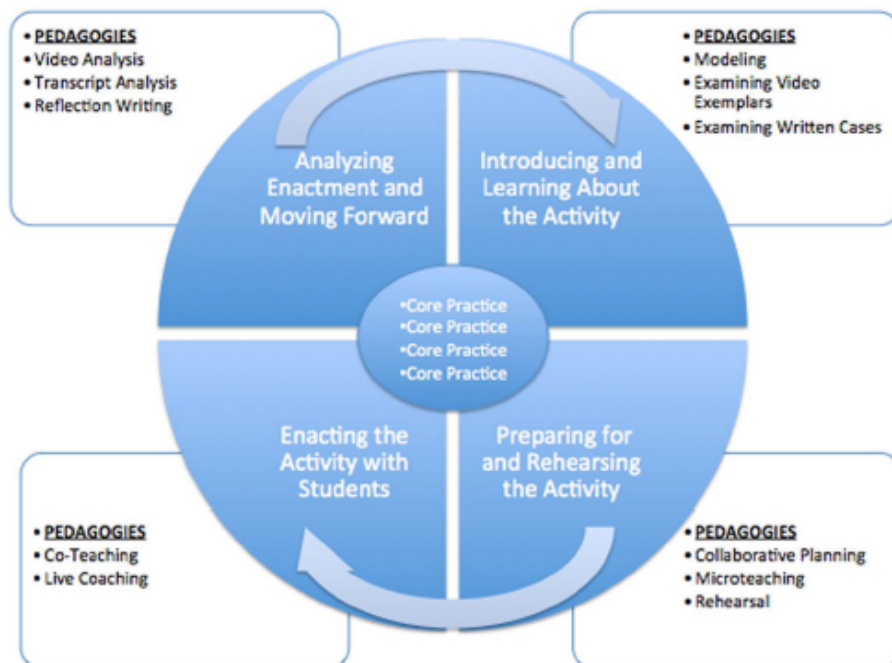 • PEDAGOGIES
• Video Analysis
• Transcript Analysis
• Reflection Writing
• PEDAGOGIES
• Modeling
• Examining Video
Exemplars
• Examining Written Cases
Analyzing
Enactment and
Moving Forward
Introducing and
Learning About
the Activity
•Core Practice
•Core Practice
•Core Practice
•Core Practice
Enacting the
Activity with
Students
Preparing for
and Rehearsing
the Activity
• PEDAGOGIES
• Co-Teaching
• Live Coaching
• PEDAGOGIES
• Collaborative Planning
• Microteaching
• Rehearsal